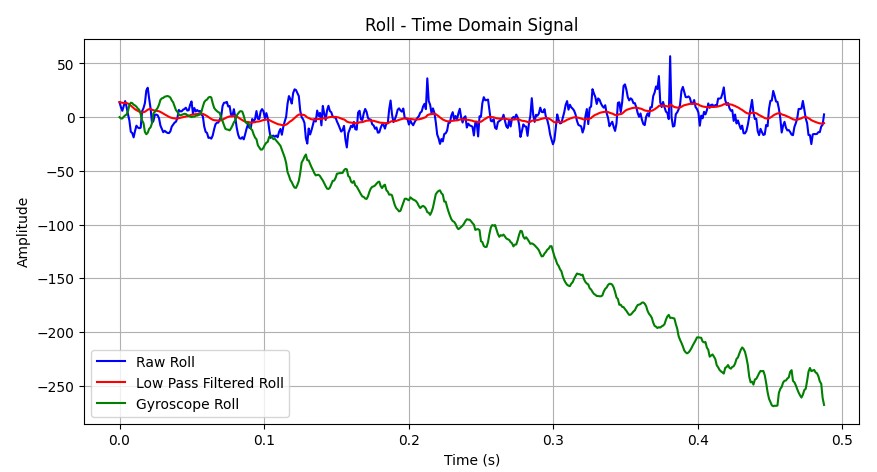 Roll - Time Domain Signal
Amplitude
50
0
−50
−100
−150
−200
−250
Raw Roll
Low Pass Filtered Roll
Gyroscope Roll
0.0 0.1 0.2 0.3 0.4 0.5
Time (s)